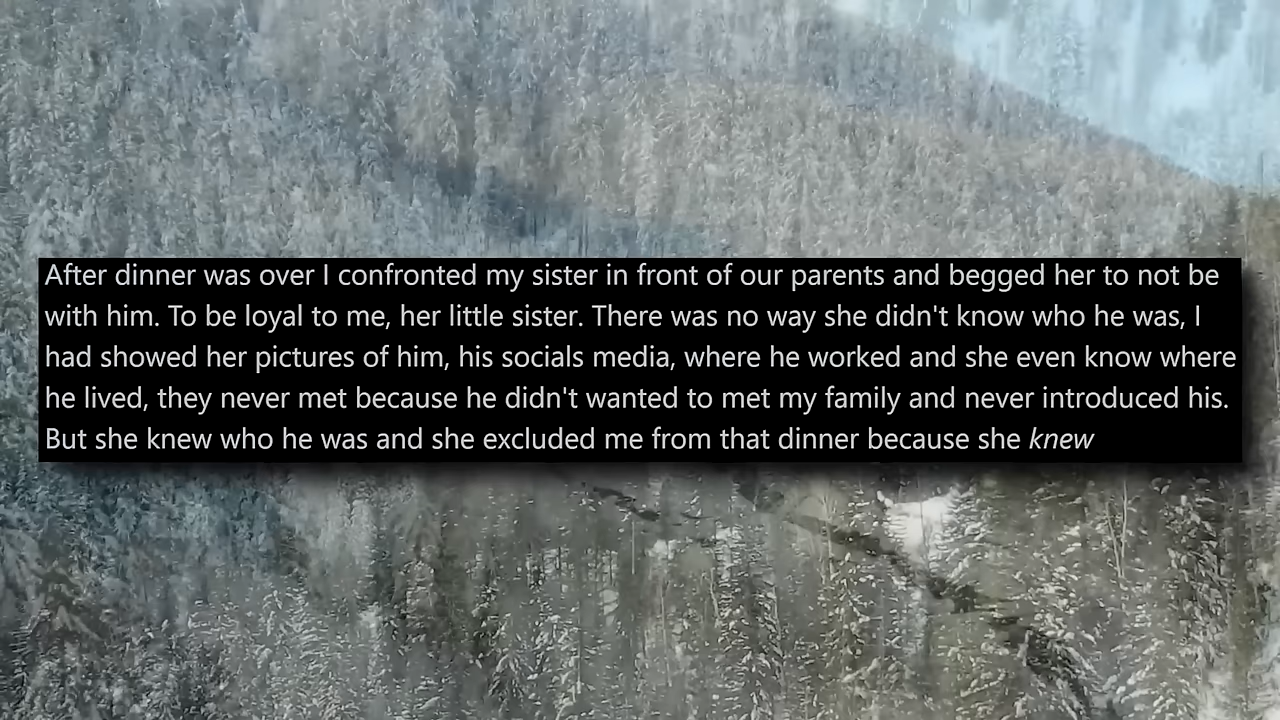 After dinner was over I confronted my sister in front of our parents and begged her to not be
with him. To be loyal to me, her little sister. There was no way she didn't know who he was, I
had showed her pictures of him, his socials media, where he worked and she even know where
he lived, they never met because he didn't wanted to met my family and never introduced his.
But she knew who he was and she excluded me from that dinner because she knew